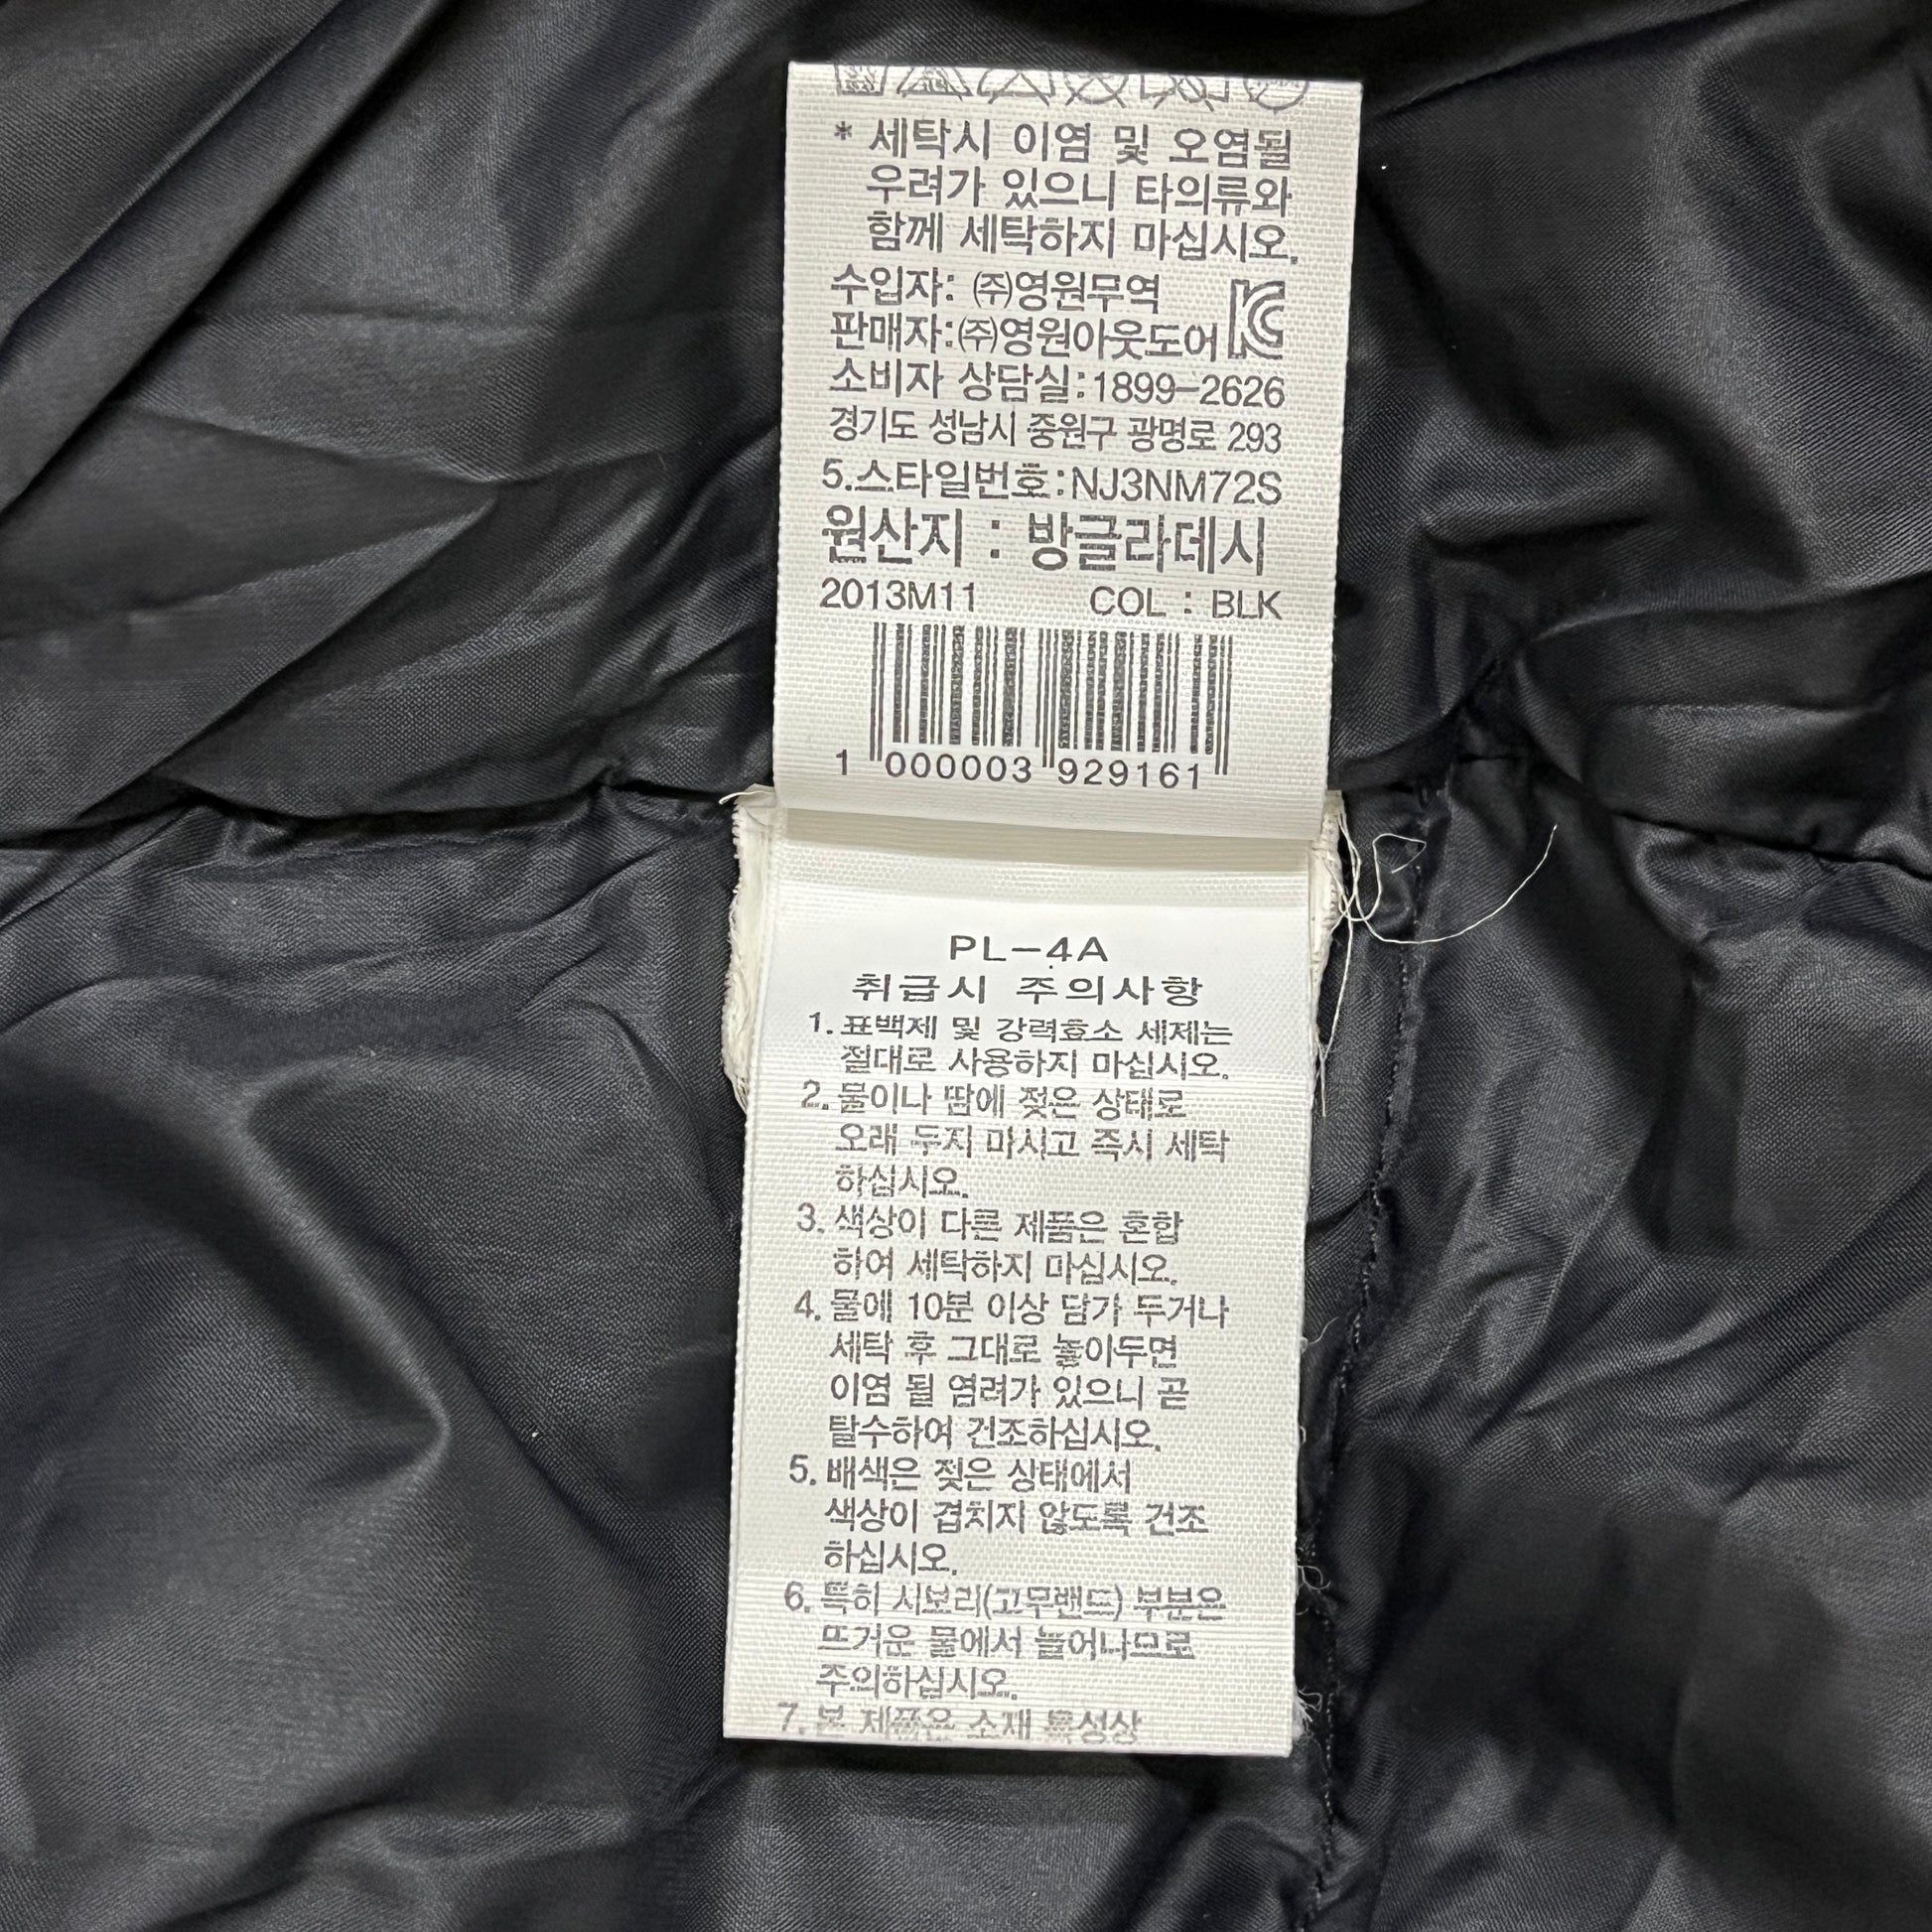 * 세탁시 이염 및 오염될
우려가 있으니 타의류와
함께 세탁하지 마십시오.
수입자: ㈜영원무역
판매자:㈜영원아웃도어
소비자 상담실:1899-2626
경기도 성남시 중원구 광명로 293
5.스타일번호:NJ3NM72S
원산지 : 방글라데시
2013M11 COL : BLK
1 000003 929161
PL-4A
취급시 주의사항
1. 표백제 및 강력효소 세제는
절대로 사용하지 마십시오.
2. 물이나 땀에 젖은 상태로
오래 두지 마시고 즉시 세탁
하십시오.
3. 색상이 다른 제품은 혼합
하여 세탁하지 마십시오.
4. 물에 10분 이상 담가 두거나
세탁 후 그대로 놓아두면
이염 될 염려가 있으니 곧
탈수하여 건조하십시오.
5. 배색은 젖은 상태에서
색상이 겹치지 않도록 건조
하십시오.
6. 특히 시보리(고무밴드) 부분은
뜨거운 물에서 늘어나므로
주의하십시오.
7. 본 제품은 소재 특성상